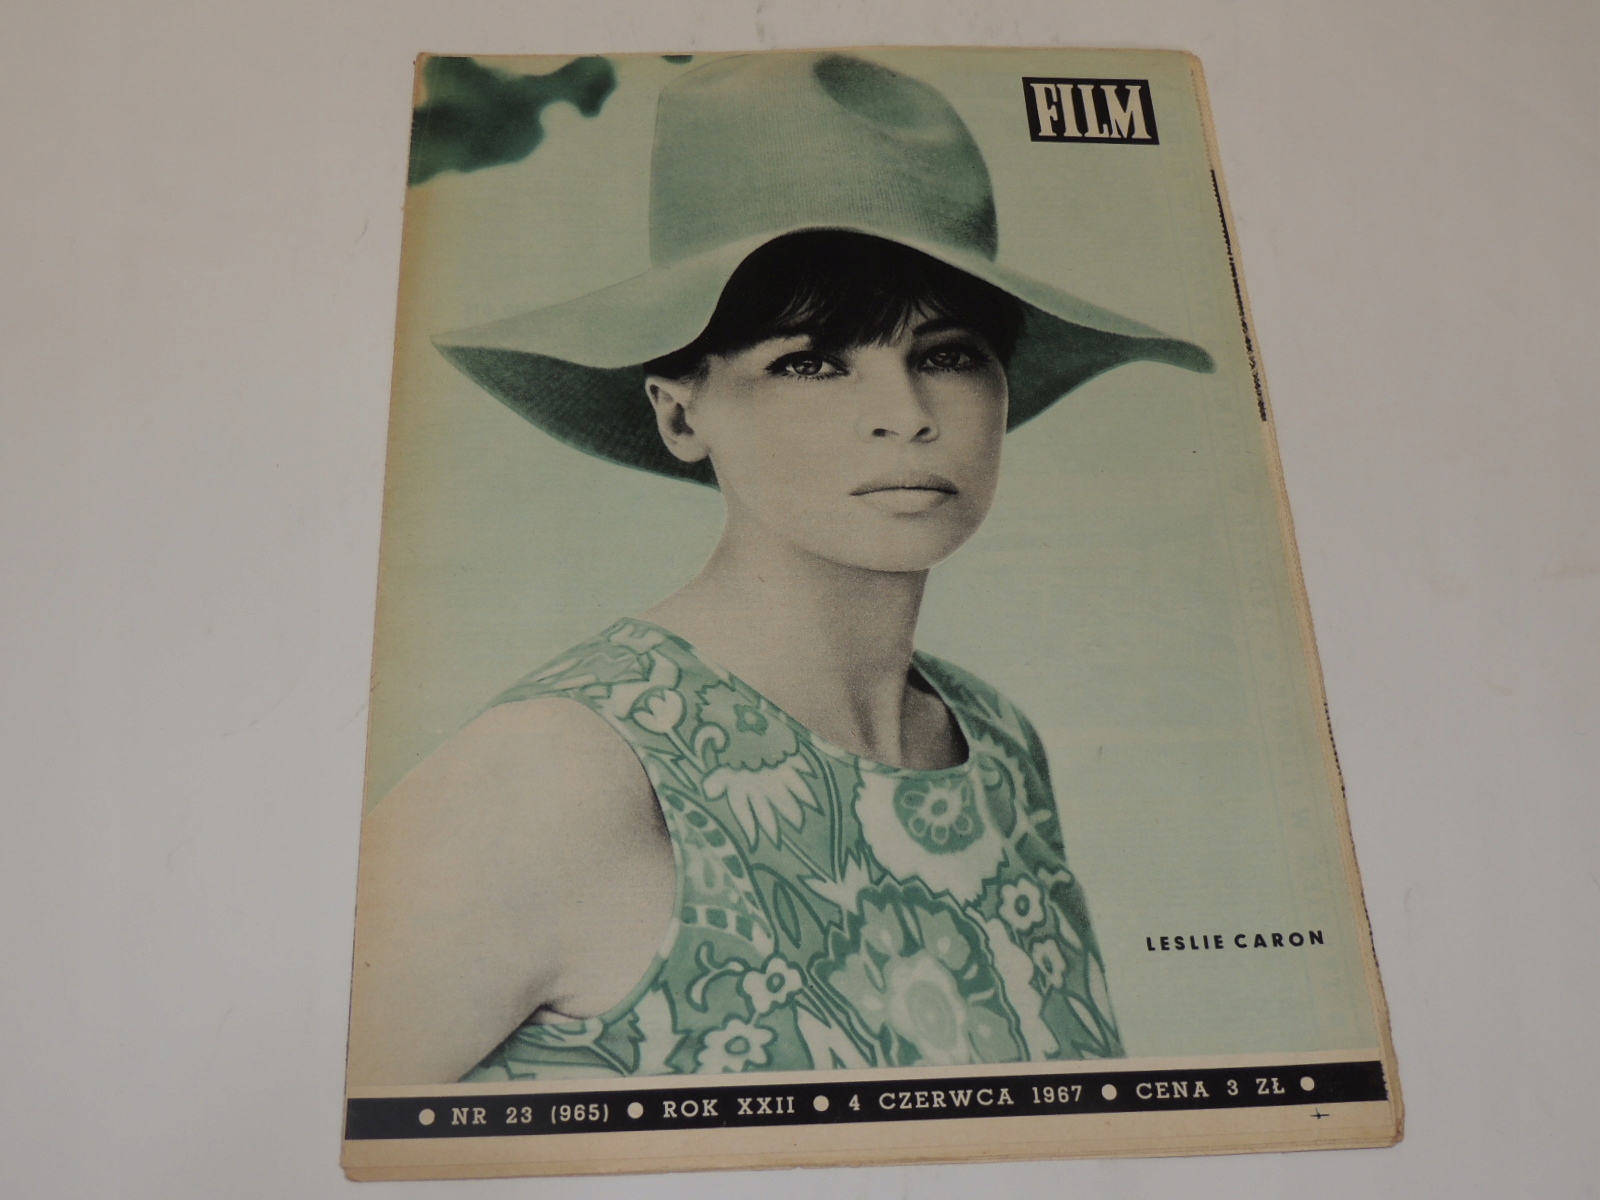 FILM
LESLIE CARON
● NR 23 (965) ● ROK XXII ● 4 CZERWCA 1967 ● CENA 3 ZŁ ●